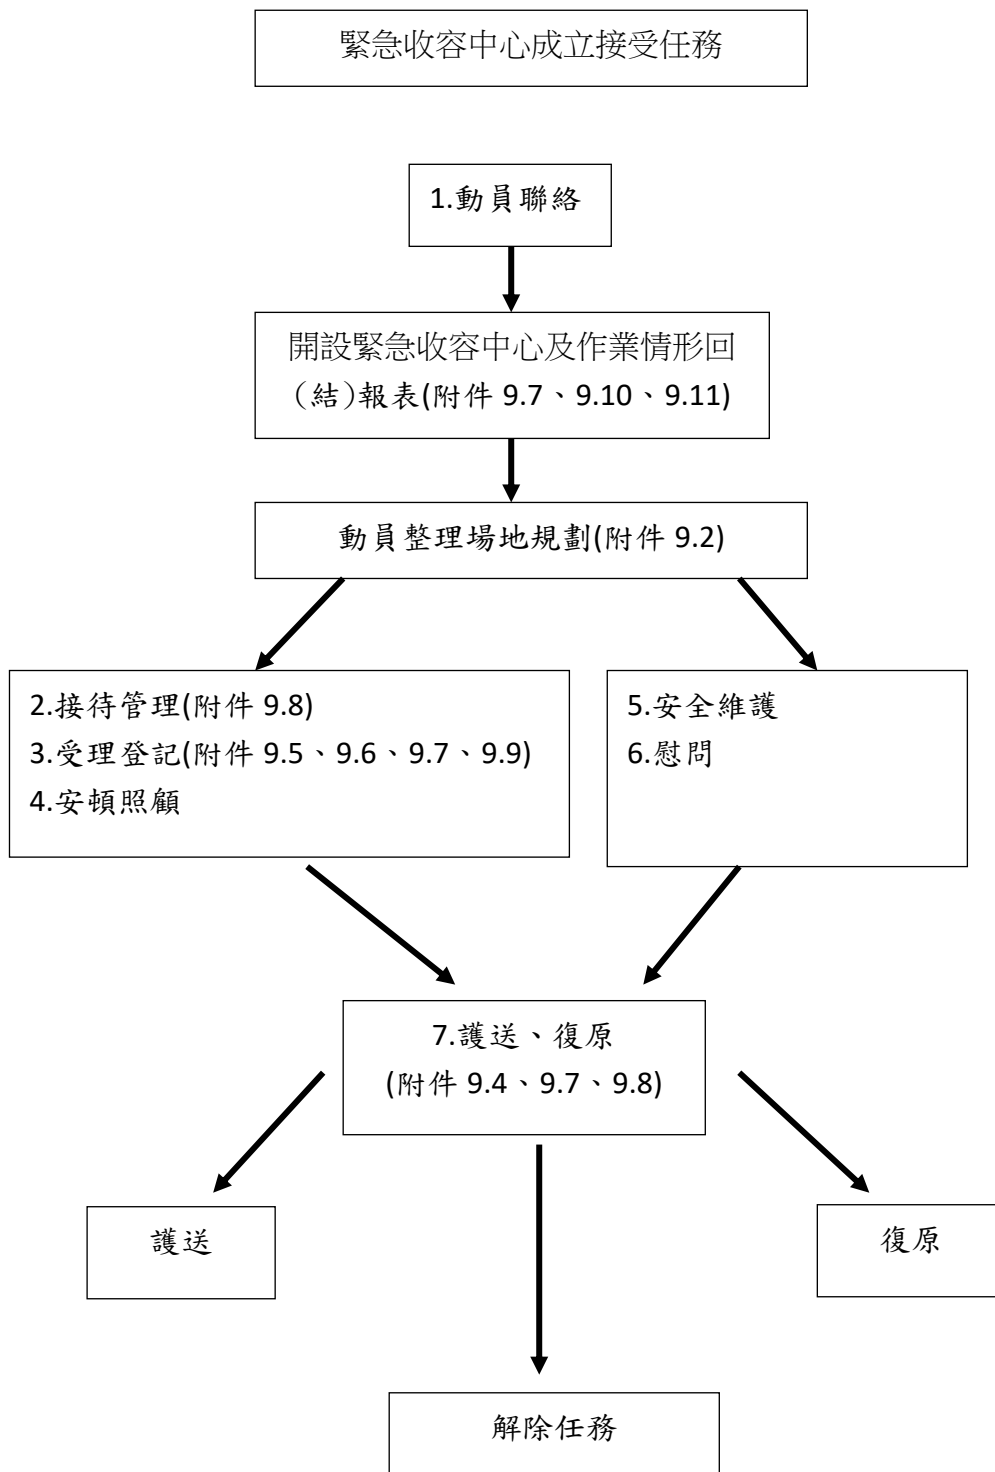 緊急收容中心成立接受任務
1.動員聯絡
開設緊急收容中心及作業情形回
（結）報表(附件 9.7、9.10、9.11)
動員整理場地規劃(附件 9.2)
2.接待管理(附件 9.8)
3.受理登記(附件 9.5、9.6、9.7、9.9)
4.安頓照顧
5.安全維護
6.慰問
7.護送、復原
(附件 9.4、9.7、9.8)
護送
復原
解除任務